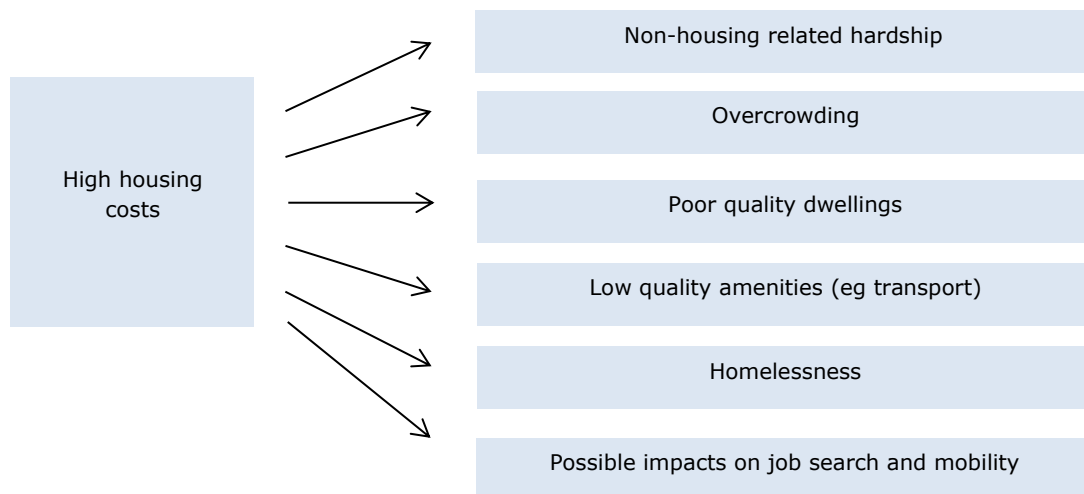 High housing
costs
Non-housing related hardship
Overcrowding
Poor quality dwellings
Low quality amenities (eg transport)
Homelessness
Possible impacts on job search and mobility